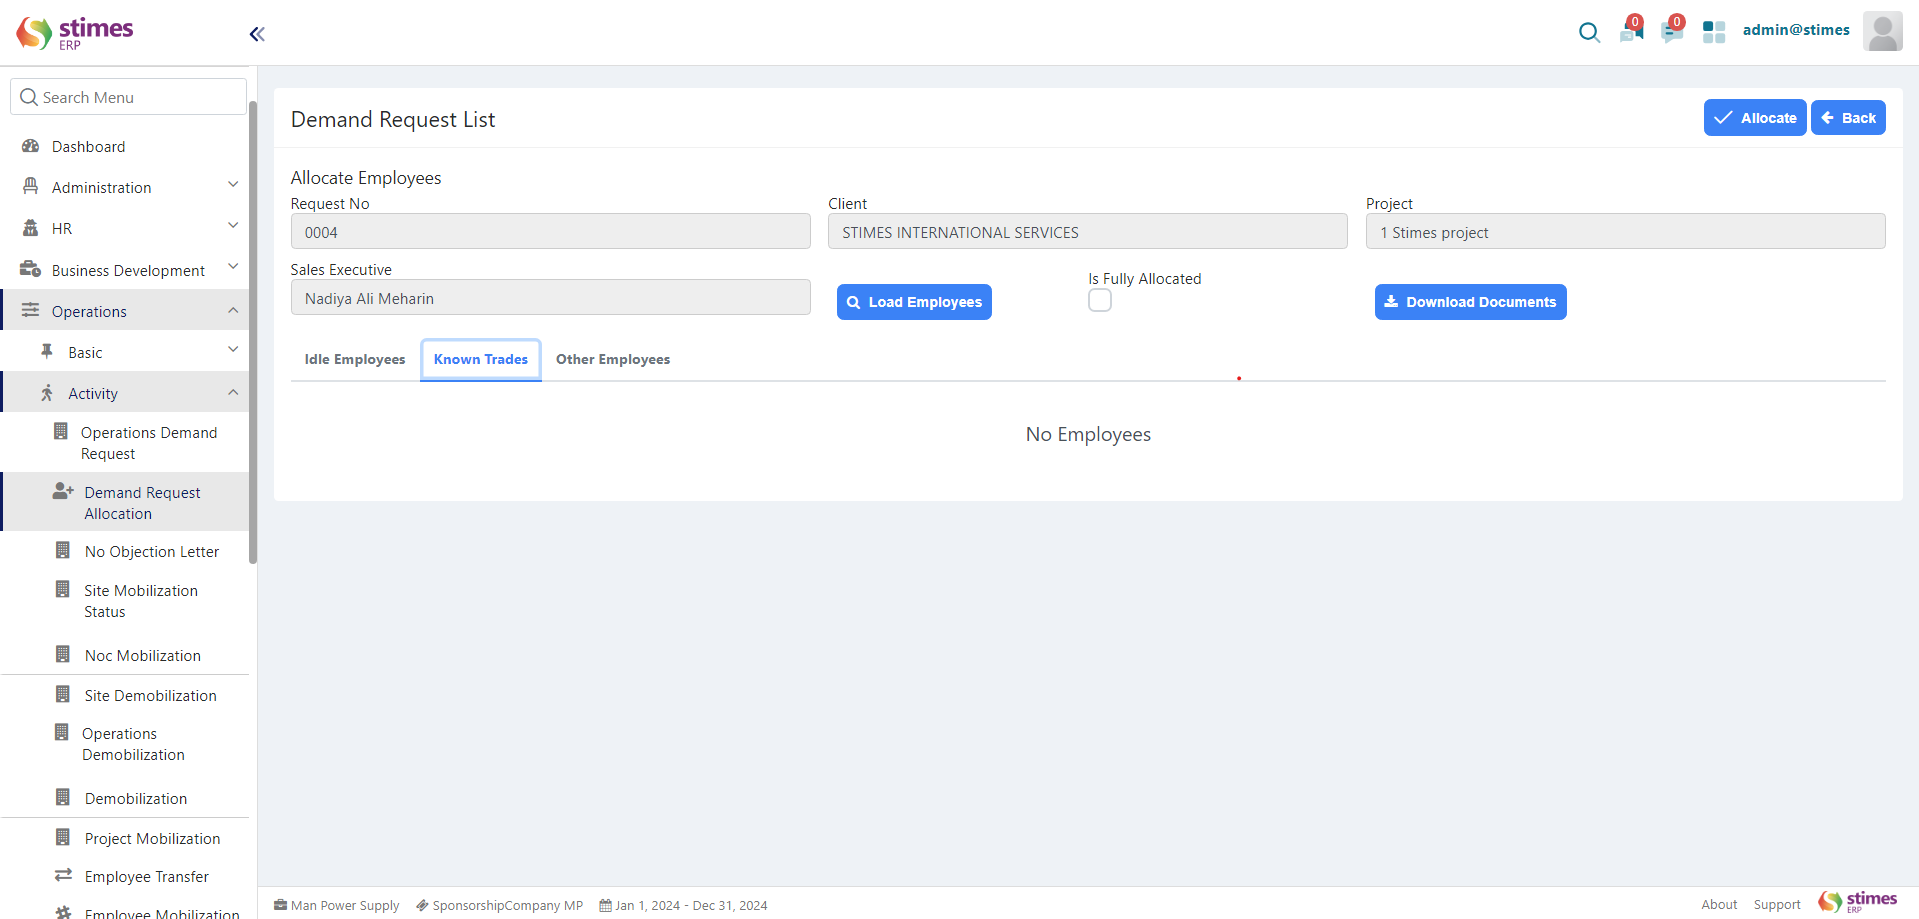 stimes
ERP
0
0
admin@stimes
Search Menu
Dashboard
Administration
HR
Business Development
Operations
Basic
Activity
Operations Demand
Request
Demand Request
Allocation
No Objection Letter
Site Mobilization
Status
Noc Mobilization
Site Demobilization
Operations
Demobilization
Demobilization
Project Mobilization
Employee Transfer
Employee Mobilization
Demand Request List
Allocate
Back
Allocate Employees
Request No
Client
Project
0004
STIMES INTERNATIONAL SERVICES
1 Stimes project
Sales Executive
Nadiya Ali Meharin
Load Employees
Is Fully Allocated
Download Documents
Idle Employees
Known Trades
Other Employees
No Employees
Man Power Supply
SponsorshipCompany MP
Jan 1, 2024 - Dec 31, 2024
About
Support
stimes
ERP